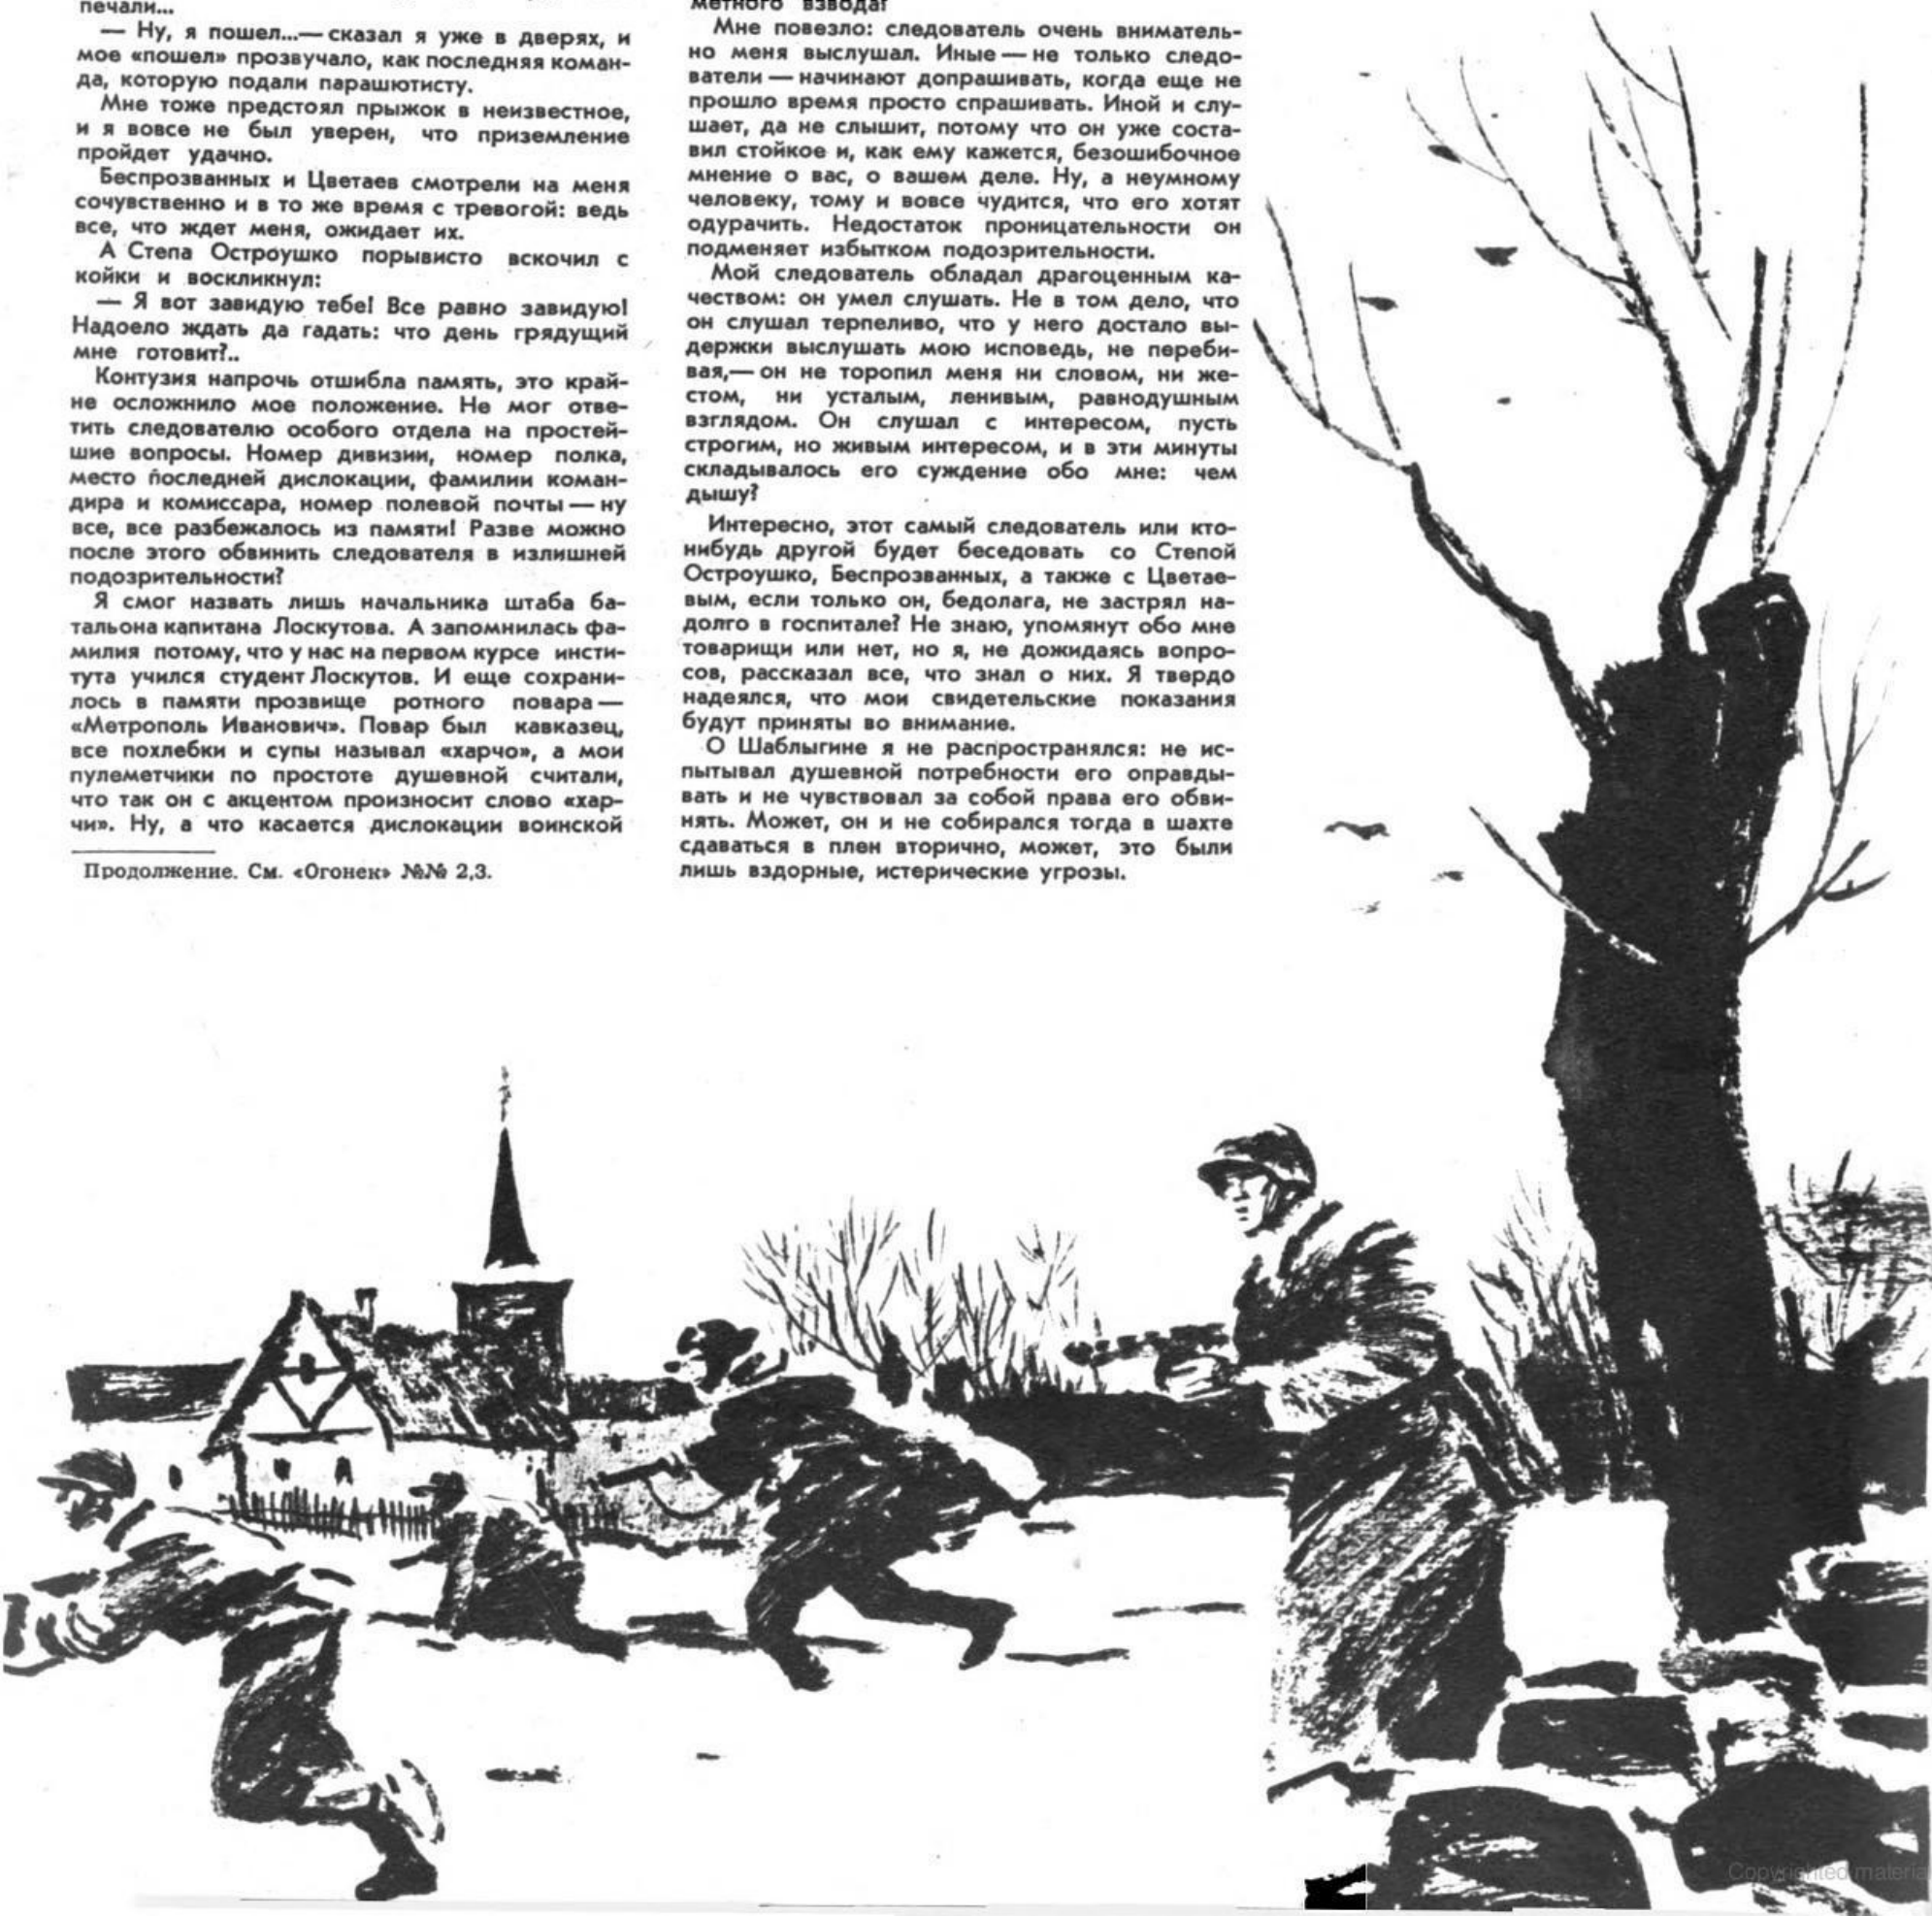 печали...
— Ну, я пошел...— сказал я уже в дверях, и
мое «пошел» прозвучало, как последняя коман-
да, которую подали парашютисту.
Мне тоже предстоял прыжок в неизвестное,
и я вовсе не был уверен, что приземление
пройдет удачно.
Беспрозванных и Цветаев смотрели на меня
сочувственно и в то же время с тревогой: ведь
все, что ждет меня, ожидает их.
А Степа Остроушко порывисто вскочил с
койки и воскликнул:
— Я вот завидую тебе! Все равно завидую!
Надоело ждать да гадать: что день грядущий
мне готовит?..
Контузия напрочь отшибла память, это край-
не осложнило мое положение. Не мог отве-
тить следователю особого отдела на простей-
шие вопросы. Номер дивизии, номер полка,
место последней дислокации, фамилии коман-
дира и комиссара, номер полевой почты — ну
все, все разбежалось из памяти! Разве можно
после этого обвинить следователя в излишней
подозрительности?
Я смог назвать лишь начальника штаба ба-
тальона капитана Лоскутова. А запомнилась фа-
милия потому, что у нас на первом курсе инсти-
тута учился студент Лоскутов. И еще сохрани-
лось в памяти прозвище ротного повара —
«Метрополь Иванович». Повар был кавказец,
все похлебки и супы называл «харчо», а мои
пулеметчики по простоте душевной считали,
что так он с акцентом произносит слово «хар-
чи». Ну, а что касается дислокации воинской
Продолжение. См. «Огонек» №№ 2,3.
метного взвода!
Мне повезло: следователь очень вниматель-
но меня выслушал. Иные — не только следо-
ватели — начинают допрашивать, когда еще не
прошло время просто спрашивать. Иной и слу-
шает, да не слышит, потому что он уже соста-
вил стойкое и, как ему кажется, безошибочное
мнение о вас, о вашем деле. Ну, а неумному
человеку, тому и вовсе чудится, что его хотят
одурачить. Недостаток проницательности он
подменяет избытком подозрительности.
Мой следователь обладал драгоценным ка-
чеством: он умел слушать. Не в том дело, что
он слушал терпеливо, что у него достало вы-
держки выслушать мою исповедь, не переби-
вая,— он не торопил меня ни словом, ни же-
стом, ни усталым, ленивым, равнодушным
взглядом. Он слушал с интересом, пусть
строгим, но живым интересом, и в эти минуты
складывалось его суждение обо мне: чем
дышу?
Интересно, этот самый следователь или кто-
нибудь другой будет беседовать со Степой
Остроушко, Беспрозванных, а также с Цветае-
вым, если только он, бедолага, не застрял на-
долго в госпитале? Не знаю, упомянут обо мне
товарищи или нет, но я, не дожидаясь вопро-
сов, рассказал все, что знал о них. Я твердо
надеялся, что мои свидетельские показания
будут приняты во внимание.
О Шаблыгине я не распространялся: не ис-
пытывал душевной потребности его оправды-
вать и не чувствовал за собой права его обви-
нять. Может, он и не собирался тогда в шахте
сдаваться в плен вторично, может, это были
лишь вздорные, истерические угрозы.
Copyrighted materia